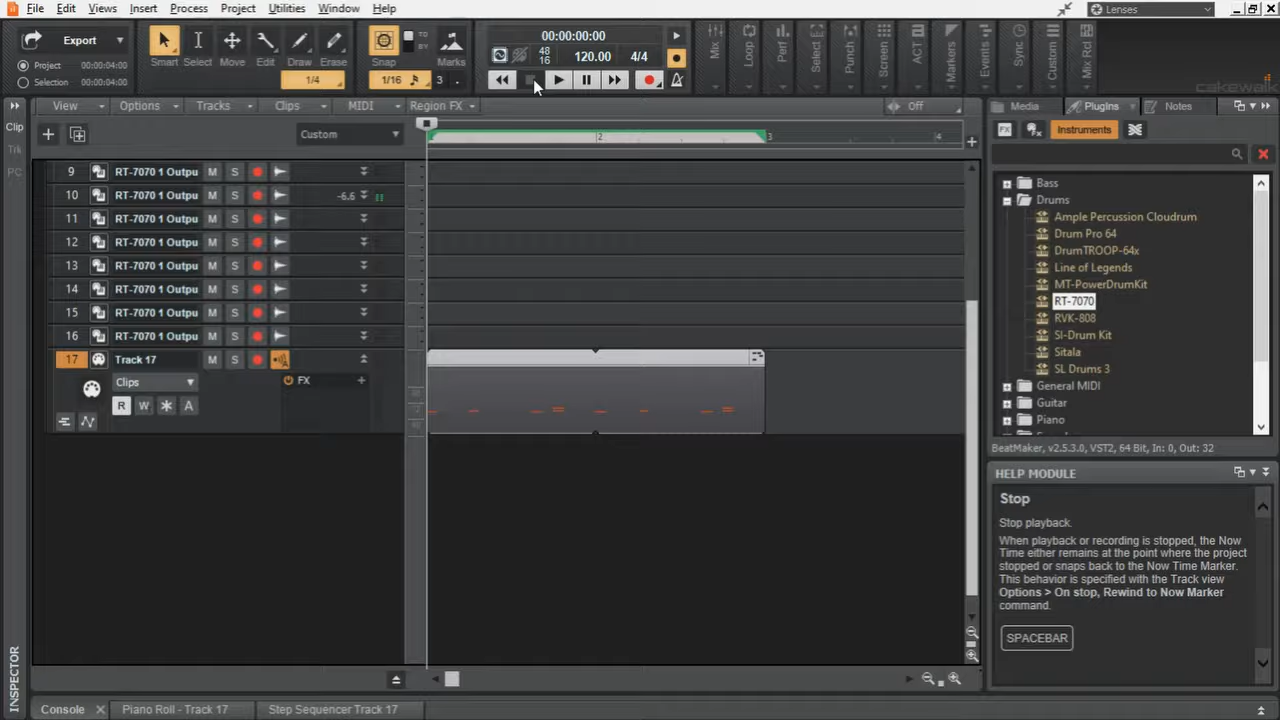 File Edit Views Insert Process Project Utilities Window Help
Lenses
Export
Project 00:00:04:00
Selection 00:00:04:00
Smart Select Move Edit Draw Erase Snap Marks
TO
BY
1/4
1/16
3
00:00:00:00
48
16
120.00
4/4
Mix
Loop
Perf
Select
Punch
Screen
ACT
Markers
Events
Sync
Custom
Mix Rcl
cakewalk
View Options Tracks Clips MIDI Region FX
Off
Custom
2 3 4
Clip
Trk
PC
9 RT-7070 1 Outpu M S
10 RT-7070 1 Outpu M S -6.6
11 RT-7070 1 Outpu M S
12 RT-7070 1 Outpu M S
13 RT-7070 1 Outpu M S
14 RT-7070 1 Outpu M S
15 RT-7070 1 Outpu M S
16 RT-7070 1 Outpu M S
17 Track 17 M S
Clips
FX
R W A
INSPECTOR
Media PlugIns Notes
FX Instruments
Bass
Drums
Ample Percussion Cloudrum
Drum Pro 64
DrumTROOP-64x
Line of Legends
MT-PowerDrumKit
RT-7070
RVK-808
SI-Drum Kit
Sitala
SL Drums 3
General MIDI
Guitar
Piano
BeatMaker, v2.5.3.0, VST2, 64 Bit, In: 0, Out: 32
HELP MODULE
Stop
Stop playback.
When playback or recording is stopped, the Now
Time either remains at the point where the project
stopped or snaps back to the Now Time Marker.
This behavior is specified with the Track view
Options > On stop, Rewind to Now Marker
command.
SPACEBAR
Console Piano Roll - Track 17 Step Sequencer Track 17